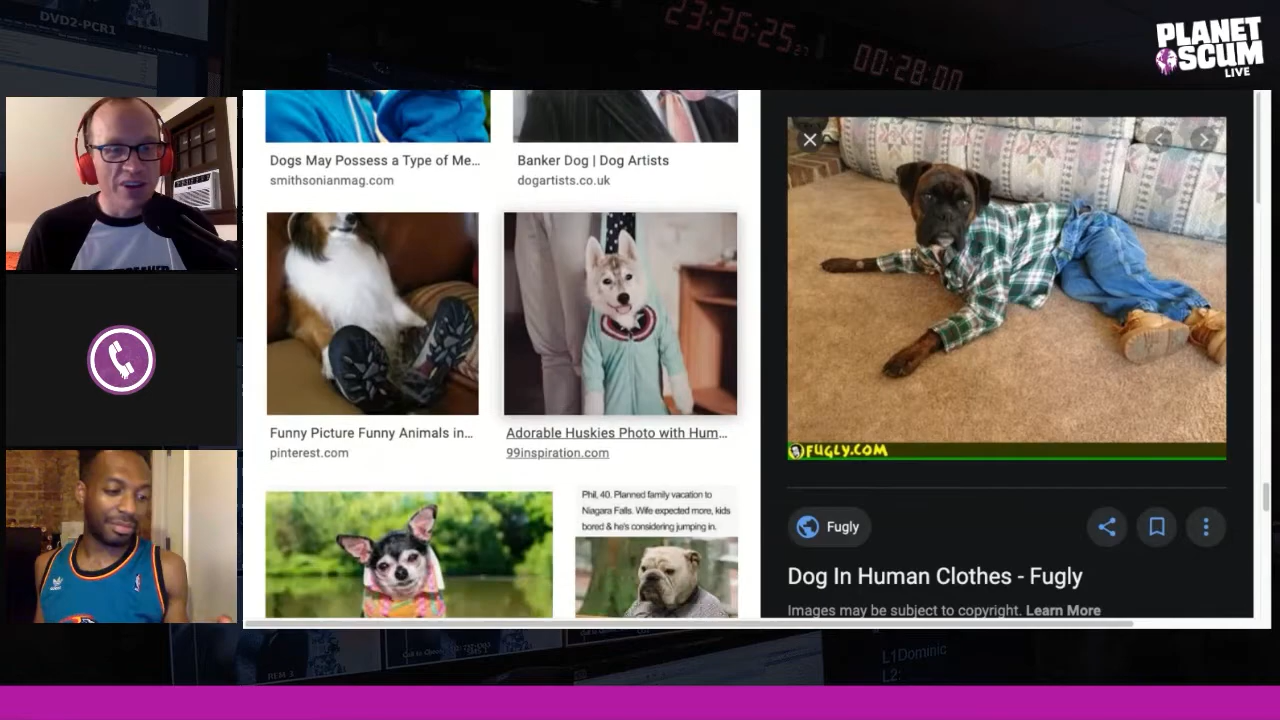 DVD2-PCR1
23:26:25
00:28:00
PLANET
SCUM
LIVE
Dogs May Possess a Type of Me...
smithsonianmag.com
Banker Dog | Dog Artists
dogartists.co.uk
Funny Picture Funny Animals in...
pinterest.com
Adorable Huskies Photo with Hum...
99inspiration.com
Phil, 40. Planned family vacation to
Niagara Falls. Wife expected more, kids
bored & he's considering jumping in.
FUGLY.COM
Fugly
Dog In Human Clothes - Fugly
Images may be subject to copyright. Learn More
L1Dominic
L2: